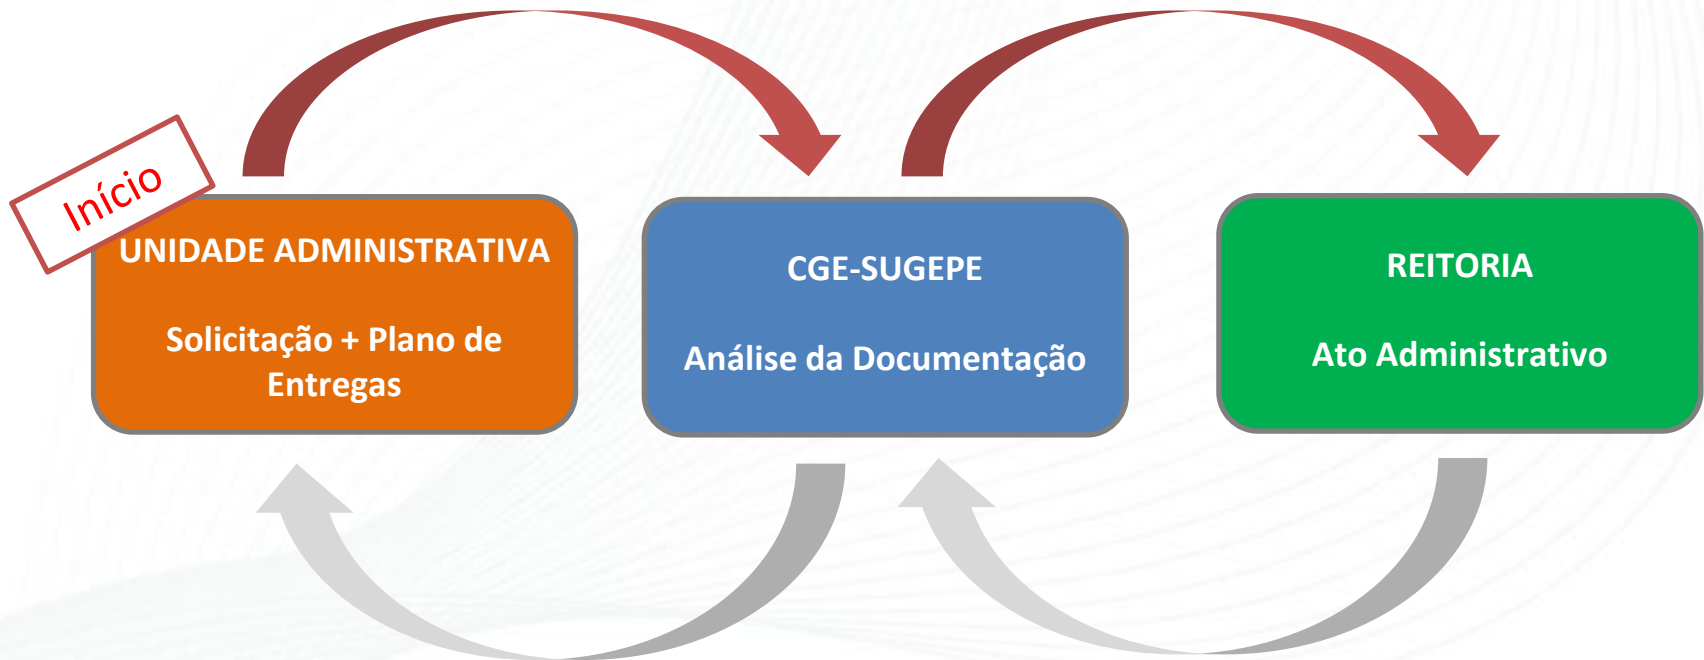 Início
UNIDADE ADMINISTRATIVA
Solicitação + Plano de
Entregas
CGE-SUGEPE
Análise da Documentação
REITORIA
Ato Administrativo